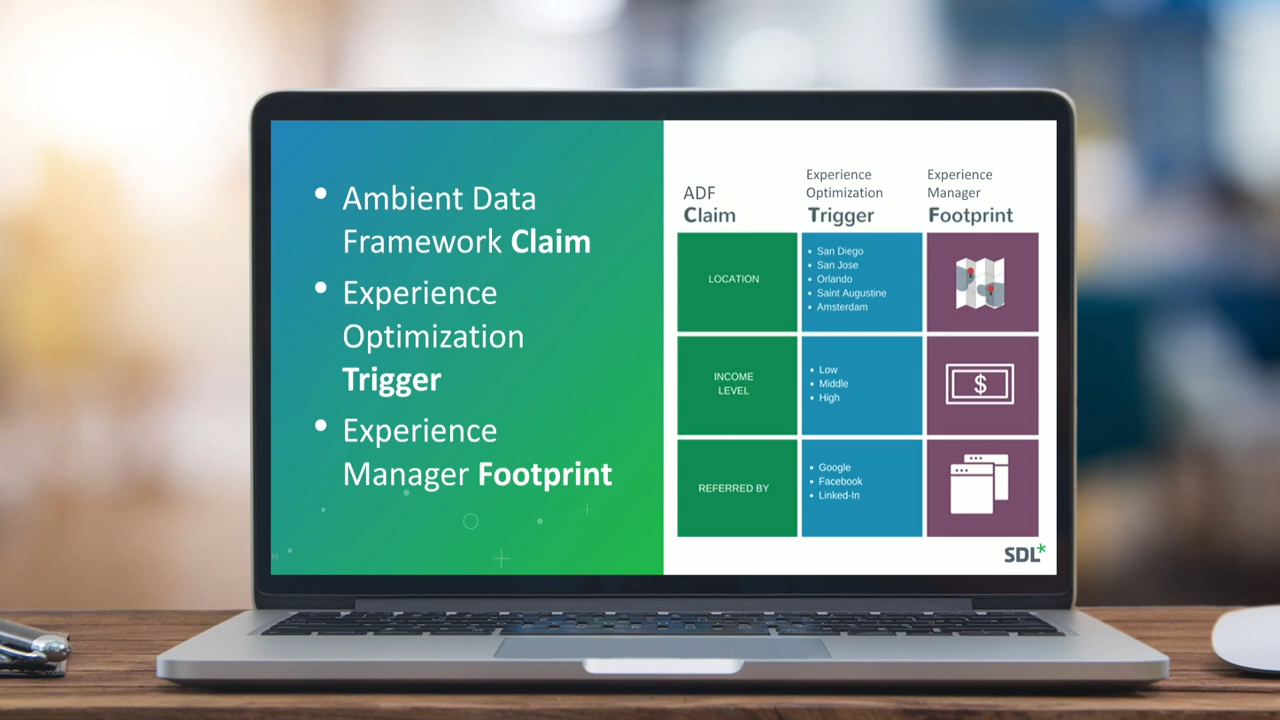 • Ambient Data
Framework Claim
• Experience
Optimization
Trigger
• Experience
Manager Footprint
ADF
Claim
Experience
Optimization
Trigger
Experience
Manager
Footprint
LOCATION
• San Diego
• San Jose
• Orlando
• Saint Augustine
• Amsterdam
INCOME
LEVEL
• Low
• Middle
• High
$
REFERRED BY
• Google
• Facebook
• Linked-In
SDL*